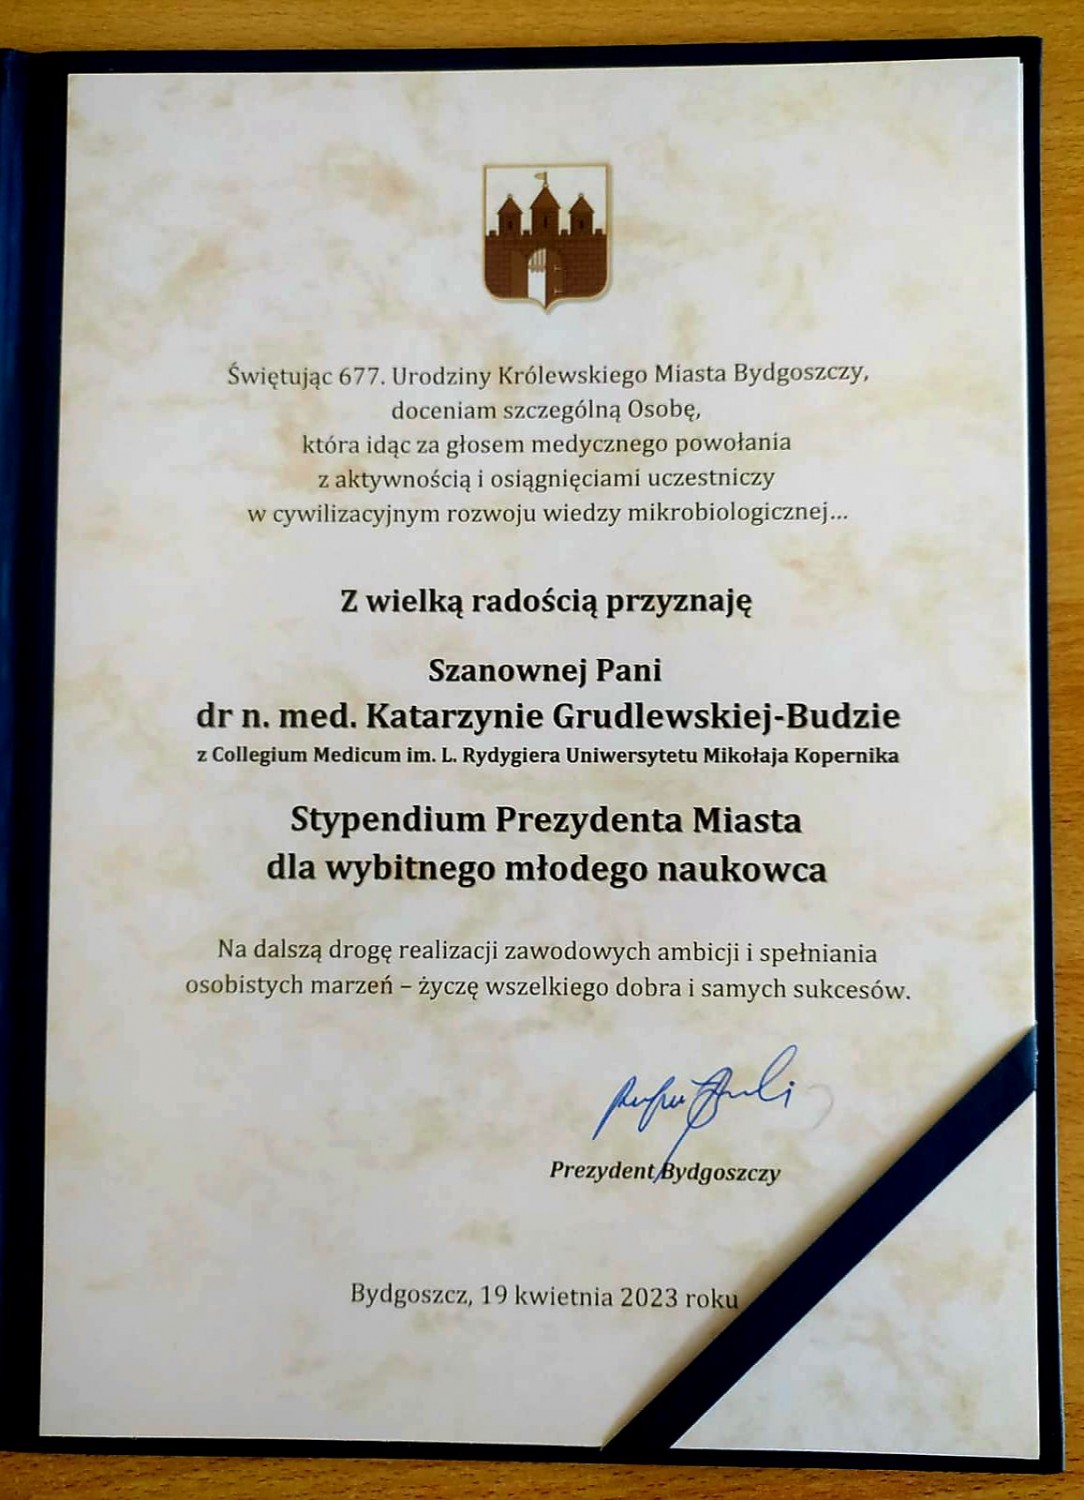 Świętując 677. Urodziny Królewskiego Miasta Bydgoszczy,
doceniam szczególną Osobę,
która idąc za głosem medycznego powołania
z aktywnością i osiągnięciami uczestniczy
w cywilizacyjnym rozwoju wiedzy mikrobiologicznej...
Z wielką radością przyznaję
Szanownej Pani
dr n. med. Katarzynie Grudlewskiej-Budzie
z Collegium Medicum im. L. Rydygiera Uniwersytetu Mikołaja Kopernika
Stypendium Prezydenta Miasta
dla wybitnego młodego naukowca
Na dalszą drogę realizacji zawodowych ambicji i spełniania
osobistych marzeń – życzę wszelkiego dobra i samych sukcesów.
Prezydent Bydgoszczy
Bydgoszcz, 19 kwietnia 2023 roku